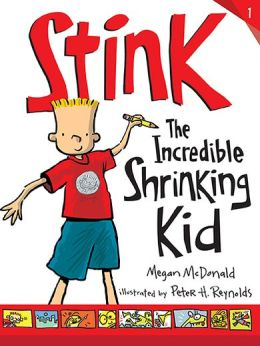 1
Stink
The
Incredible
Shrinking
Kid
Megan McDonald
illustrated by Peter H. Reynolds